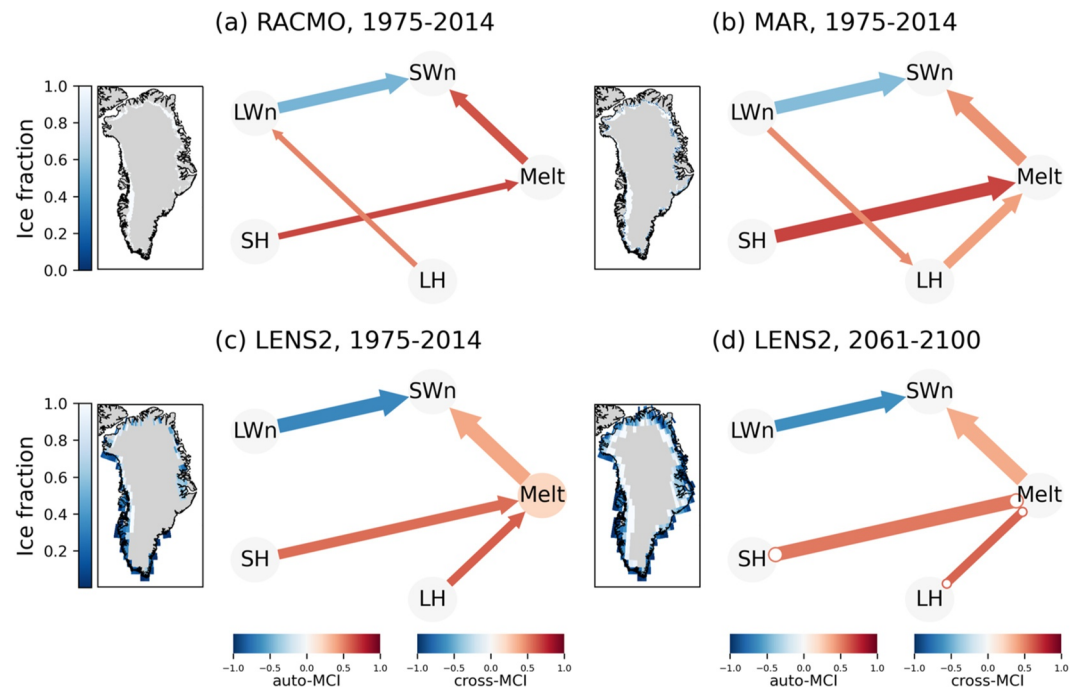 (a) RACMO, 1975-2014
(b) MAR, 1975-2014
Ice fraction
1.0
0.8
0.6
0.4
0.2
0.0
LWn
SWn
Melt
SH
LH
LWn
SWn
Melt
SH
LH
(c) LENS2, 1975-2014
(d) LENS2, 2061-2100
Ice fraction
1.0
0.8
0.6
0.4
0.2
LWn
SWn
Melt
SH
LH
LWn
SWn
Melt
SH
LH
−1.0 −0.5 0.0 0.5 1.0
auto-MCI
−1.0 −0.5 0.0 0.5 1.0
cross-MCI
−1.0 −0.5 0.0 0.5 1.0
auto-MCI
−1.0 −0.5 0.0 0.5 1.0
cross-MCI